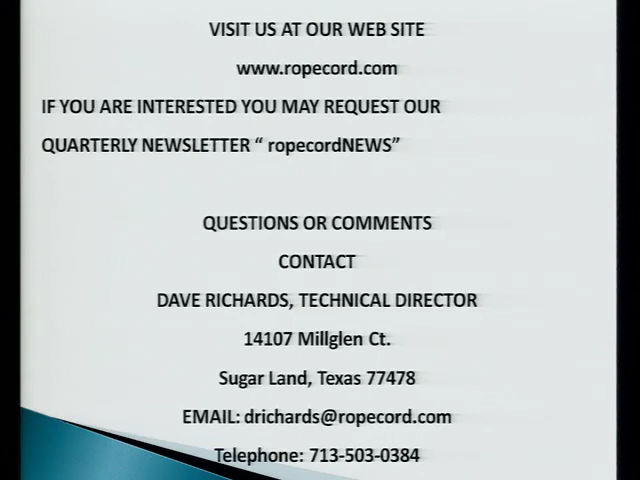 VISIT US AT OUR WEB SITE
www.ropecord.com
IF YOU ARE INTERESTED YOU MAY REQUEST OUR
QUARTERLY NEWSLETTER “ ropecordNEWS”
QUESTIONS OR COMMENTS
CONTACT
DAVE RICHARDS, TECHNICAL DIRECTOR
14107 Millglen Ct.
Sugar Land, Texas 77478
EMAIL: drichards@ropecord.com
Telephone: 713-503-0384